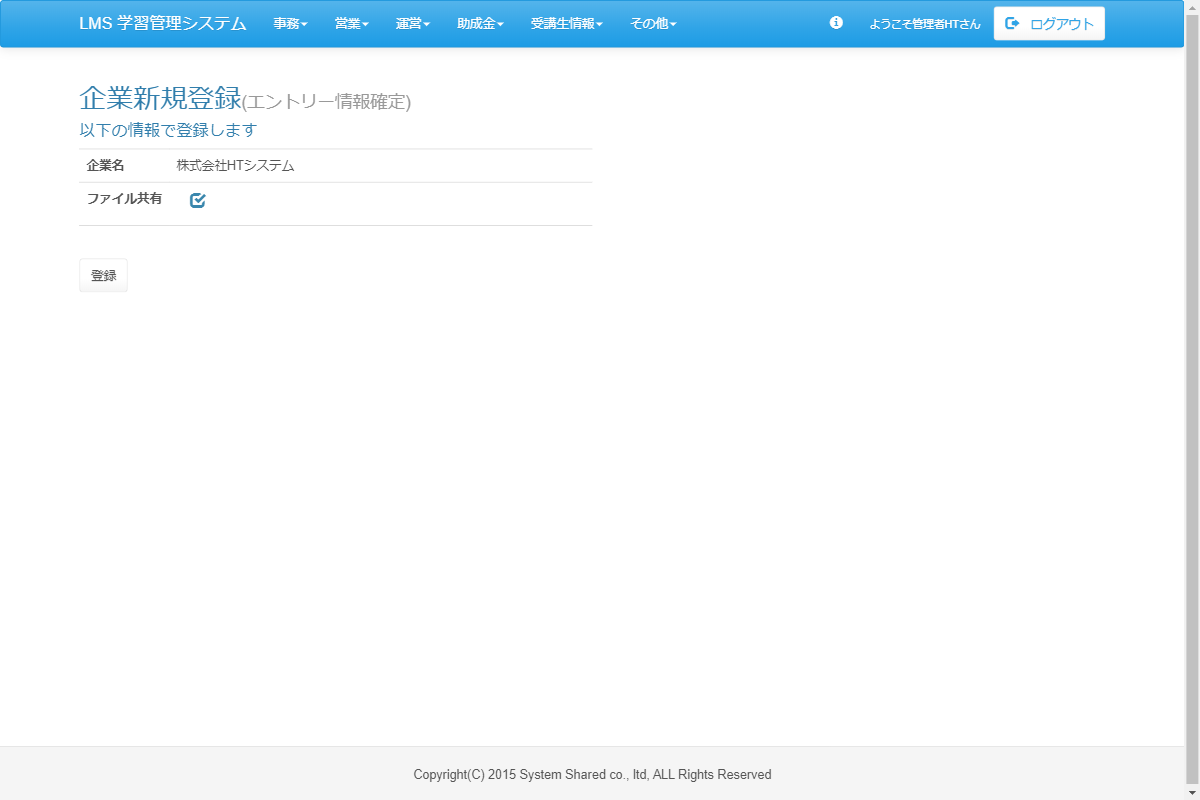 LMS 学習管理システム 事務 営業 運営 助成金 受講生情報 その他 ようこそ管理者HTさん ログアウト
企業新規登録(エントリー情報確定)
以下の情報で登録します
企業名 株式会社HTシステム
ファイル共有
登録
Copyright(C) 2015 System Shared co., ltd, ALL Rights Reserved